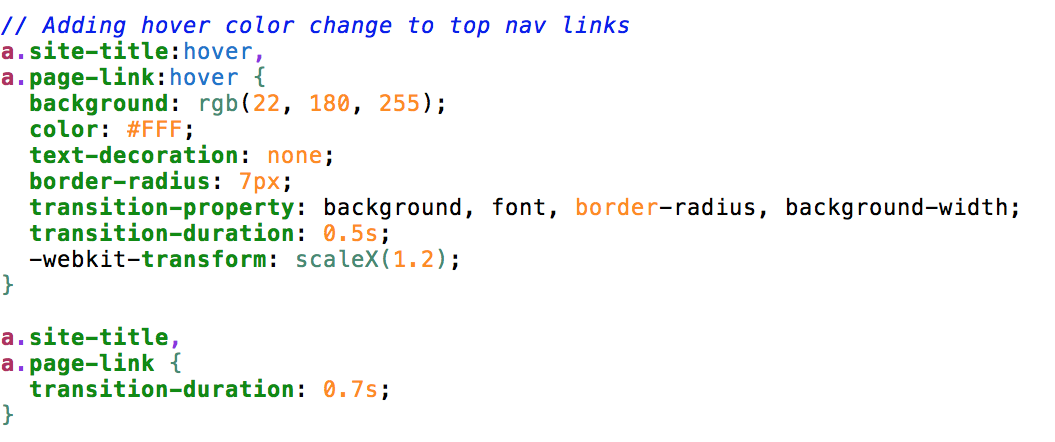 // Adding hover color change to top nav links
a.site-title:hover,
a.page-link:hover {
  background: rgb(22, 180, 255);
  color: #FFF;
  text-decoration: none;
  border-radius: 7px;
  transition-property: background, font, border-radius, background-width;
  transition-duration: 0.5s;
  -webkit-transform: scaleX(1.2);
}

a.site-title,
a.page-link {
  transition-duration: 0.7s;
}